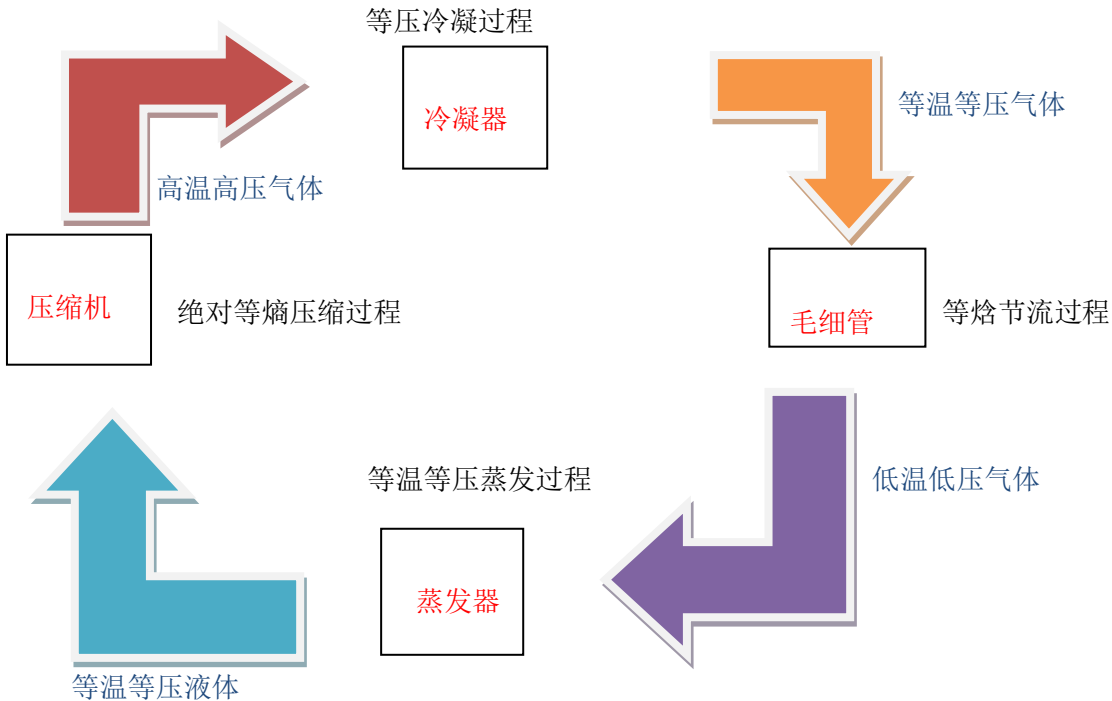 等压冷凝过程
冷凝器
等温等压气体
高温高压气体
压缩机
绝对等熵压缩过程
毛细管
等焓节流过程
等温等压蒸发过程
低温低压气体
蒸发器
等温等压液体